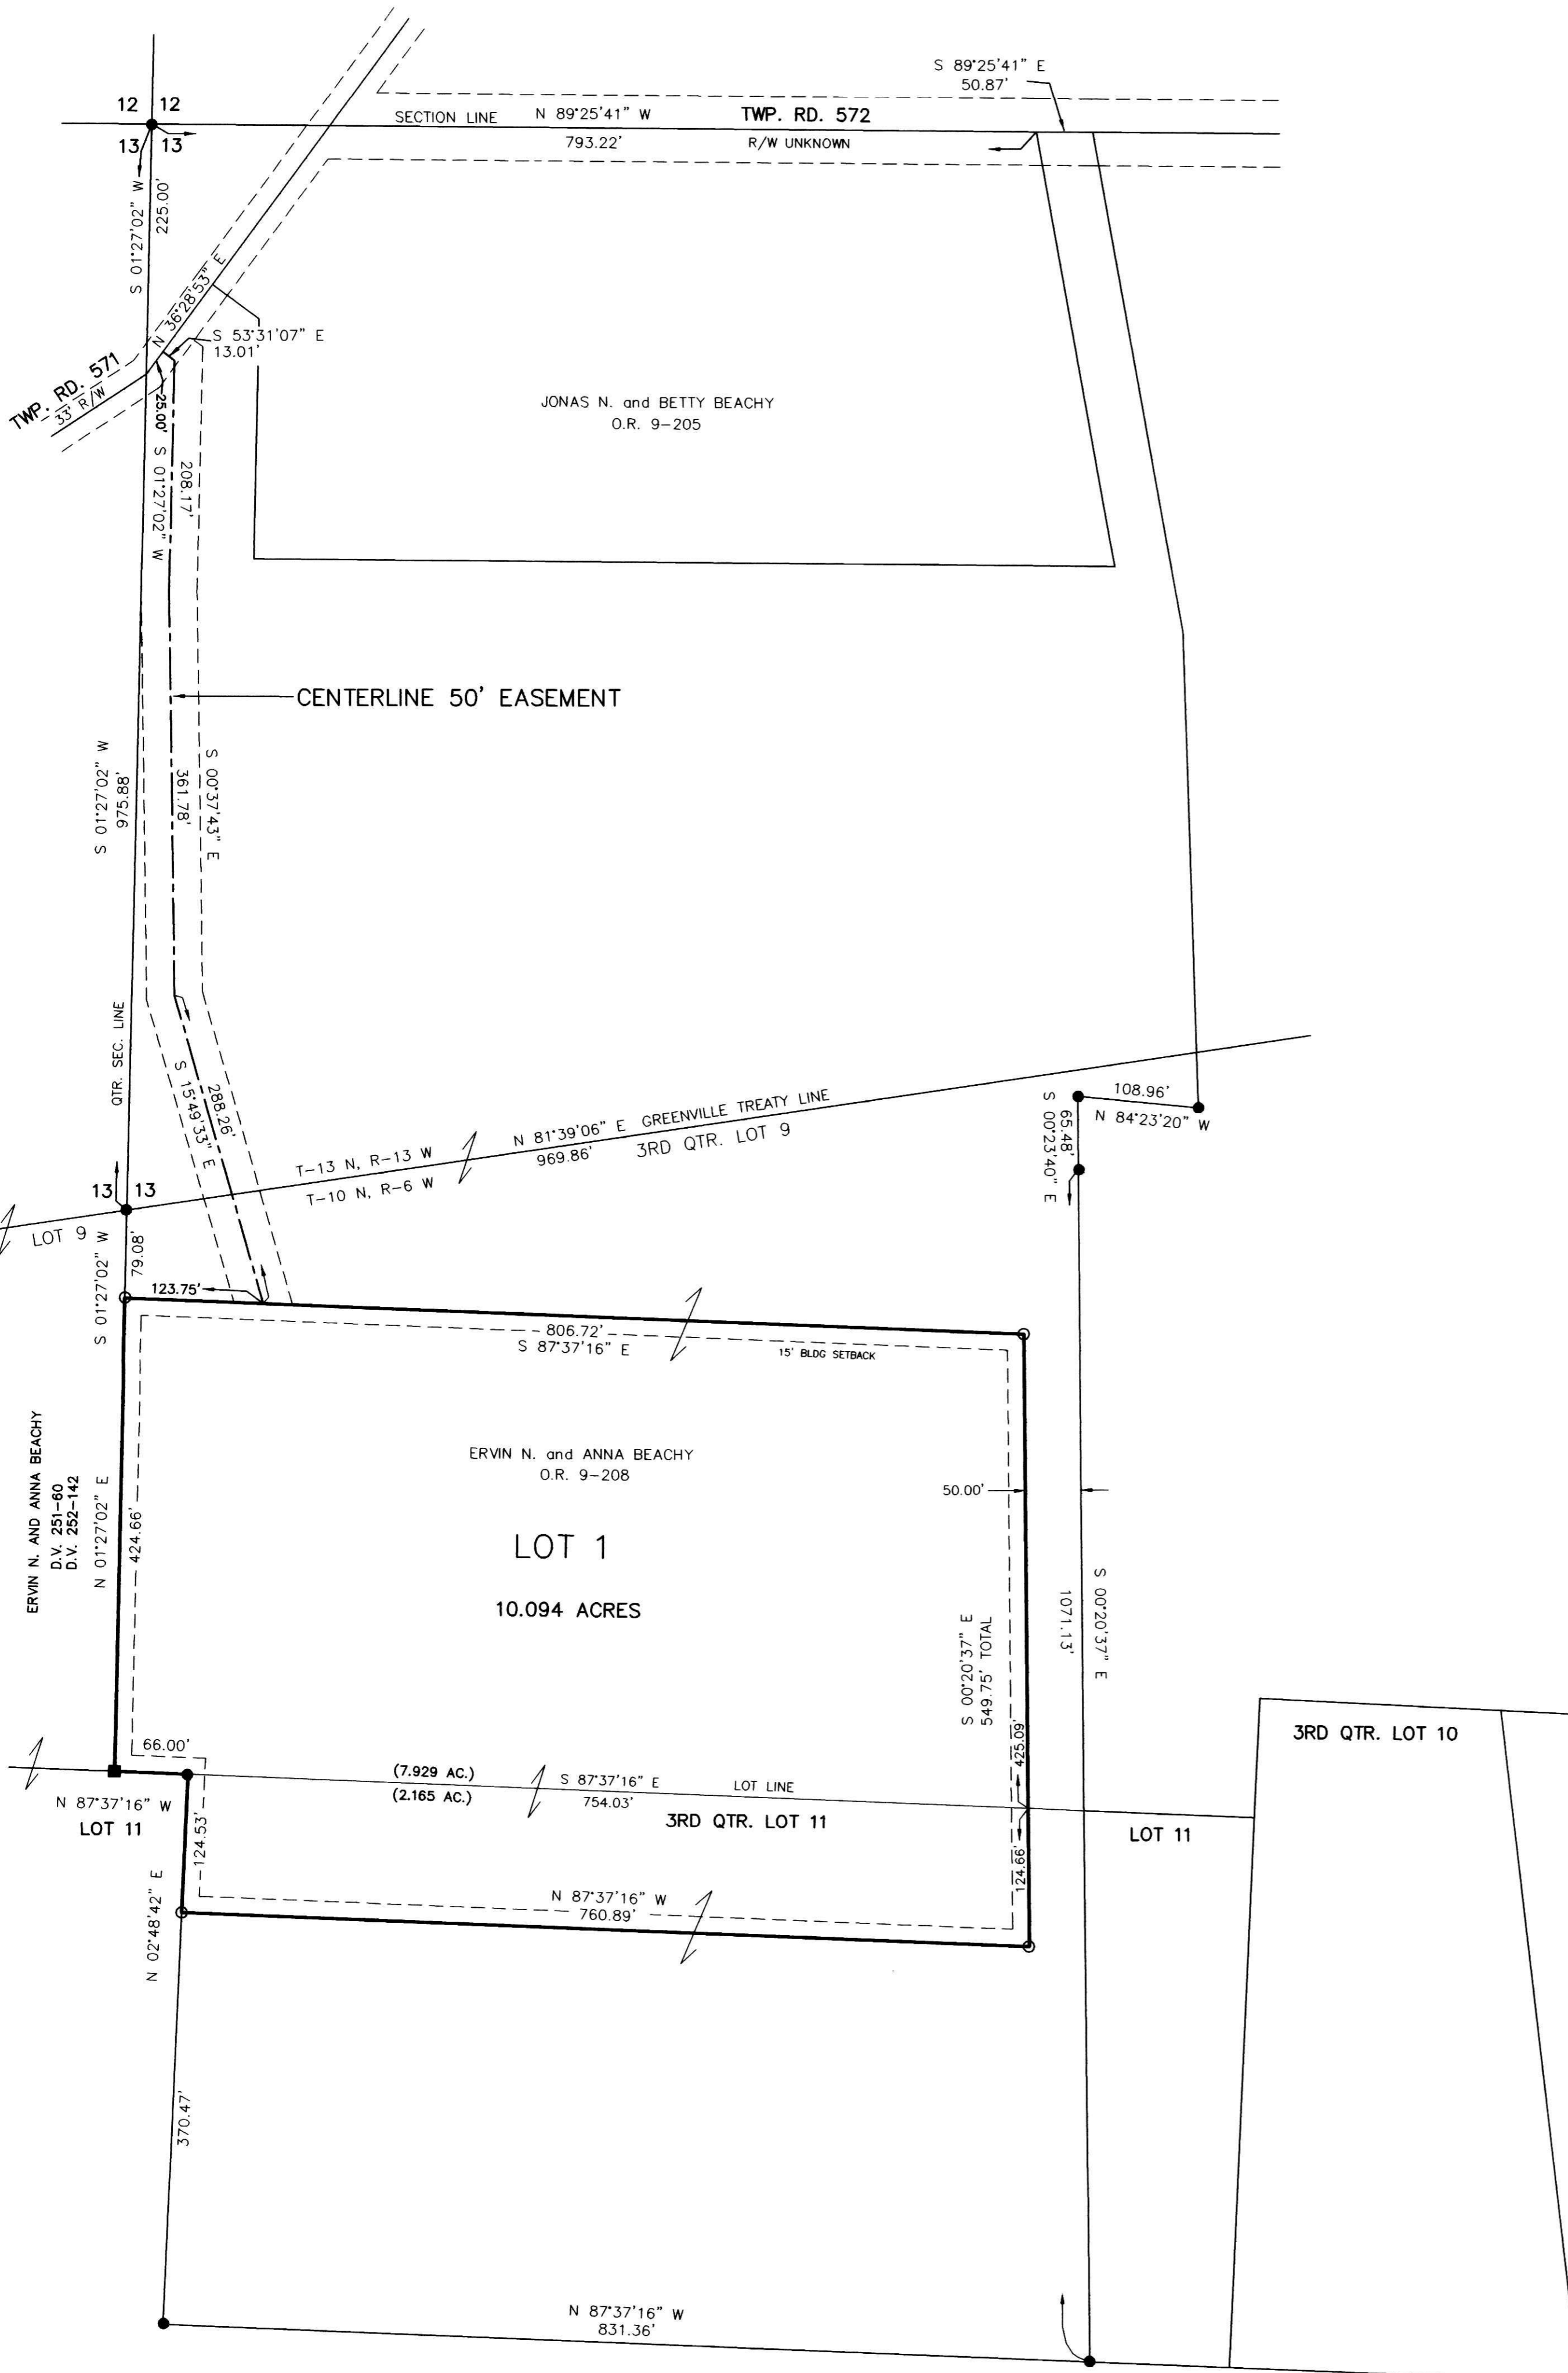 S 89°25'41" E
50.87'
12 12
SECTION LINE N 89°25'41" W TWP. RD. 572
13 13
793.22' R/W UNKNOWN
S 01°27'02" W
225.00'
N 36°28'53" E
S 53°31'07" E
13.01'
TWP. RD. 571
33' R/W
25.00'
S 01°27'02" W
208.17'
JONAS N. and BETTY BEACHY
O.R. 9-205
CENTERLINE 50' EASEMENT
S 01°27'02" W
975.88'
361.78'
S 00°37'43" E
QTR. SEC. LINE
S 15°49'33" E
288.26'
N 81°39'06" E GREENVILLE TREATY LINE
969.86' 3RD QTR. LOT 9
T-13 N, R-13 W
T-10 N, R-6 W
108.96'
N 84°23'20" W
65.48'
S 00°23'40" E
13 13
LOT 9
S 01°27'02" W
79.08'
123.75'
806.72'
S 87°37'16" E
15' BLDG SETBACK
ERVIN N. AND ANNA BEACHY
D.V. 251-60
D.V. 252-142
N 01°27'02" E
424.66'
ERVIN N. and ANNA BEACHY
O.R. 9-208
50.00'
LOT 1
10.094 ACRES
S 00°20'37" E
549.75' TOTAL
1071.13'
S 00°20'37" E
425.09'
3RD QTR. LOT 10
66.00'
(7.929 AC.)
(2.165 AC.)
S 87°37'16" E LOT LINE
754.03'
3RD QTR. LOT 11
N 87°37'16" W
LOT 11
LOT 11
124.53'
124.66'
N 02°48'42" E
N 87°37'16" W
760.89'
370.47'
N 87°37'16" W
831.36'